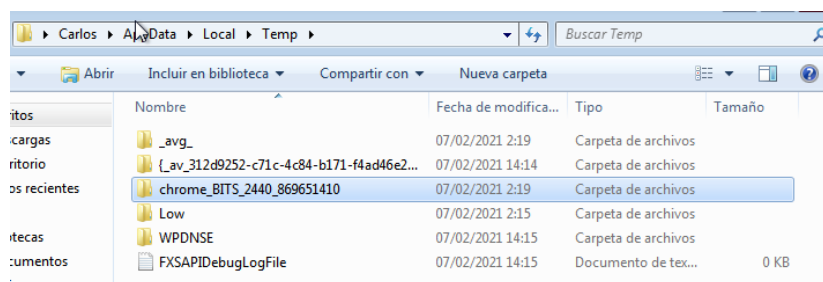 Carlos AppData Local Temp Buscar Temp
Abrir Incluir en biblioteca Compartir con Nueva carpeta
Nombre Fecha de modifica... Tipo Tamaño
ritos
_avg_ 07/02/2021 2:19 Carpeta de archivos
scargas
{_av_312d9252-c71c-4c84-b171-f4ad46e2... 07/02/2021 14:14 Carpeta de archivos
ritorio
chrome_BITS_2440_869651410 07/02/2021 2:19 Carpeta de archivos
os recientes
Low 07/02/2021 2:15 Carpeta de archivos
otecas
WPDNSE 07/02/2021 14:15 Carpeta de archivos
cumentos
FXSAPIDebugLogFile 07/02/2021 14:15 Documento de tex... 0 KB